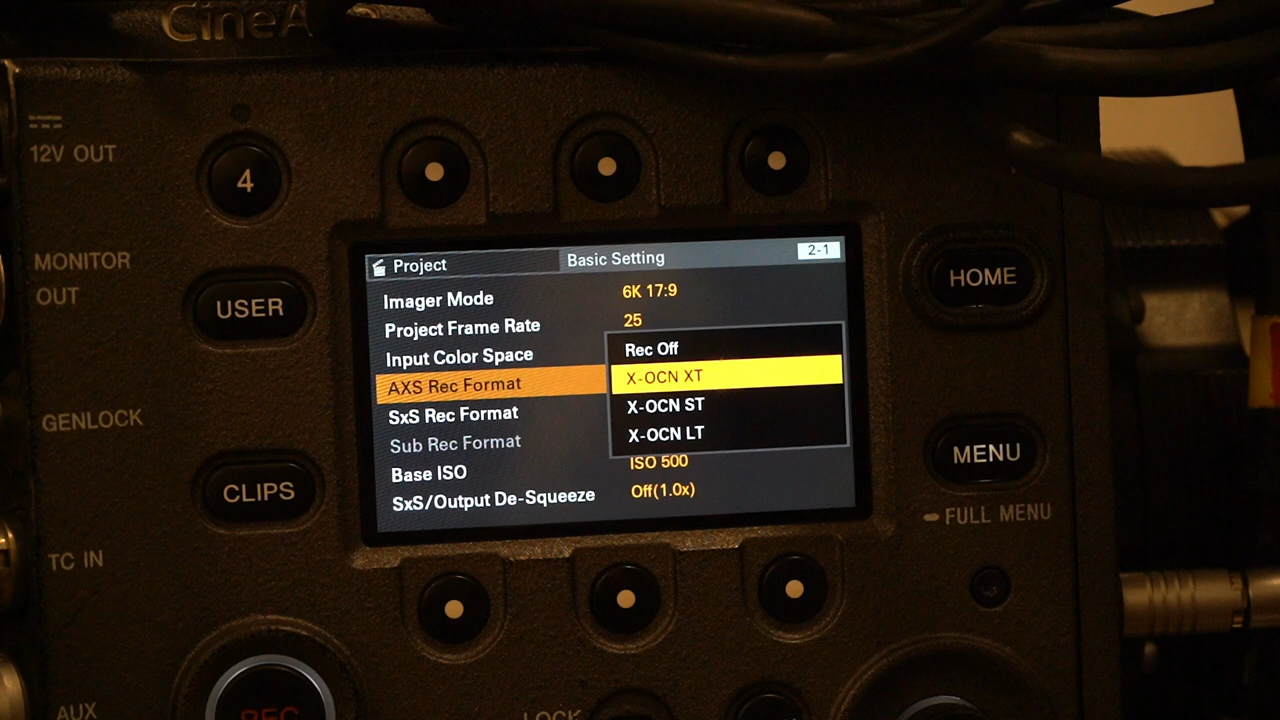 CineA
12V OUT
4
MONITOR
OUT
USER
HOME
Project
Basic Setting
2-1
Imager Mode
6K 17:9
Project Frame Rate
25
Input Color Space
Rec Off
AXS Rec Format
X-OCN XT
SxS Rec Format
X-OCN ST
Sub Rec Format
X-OCN LT
Base ISO
ISO 500
SxS/Output De-Squeeze
Off(1.0x)
GENLOCK
CLIPS
MENU
FULL MENU
TC IN
AUX
REC
LOCK